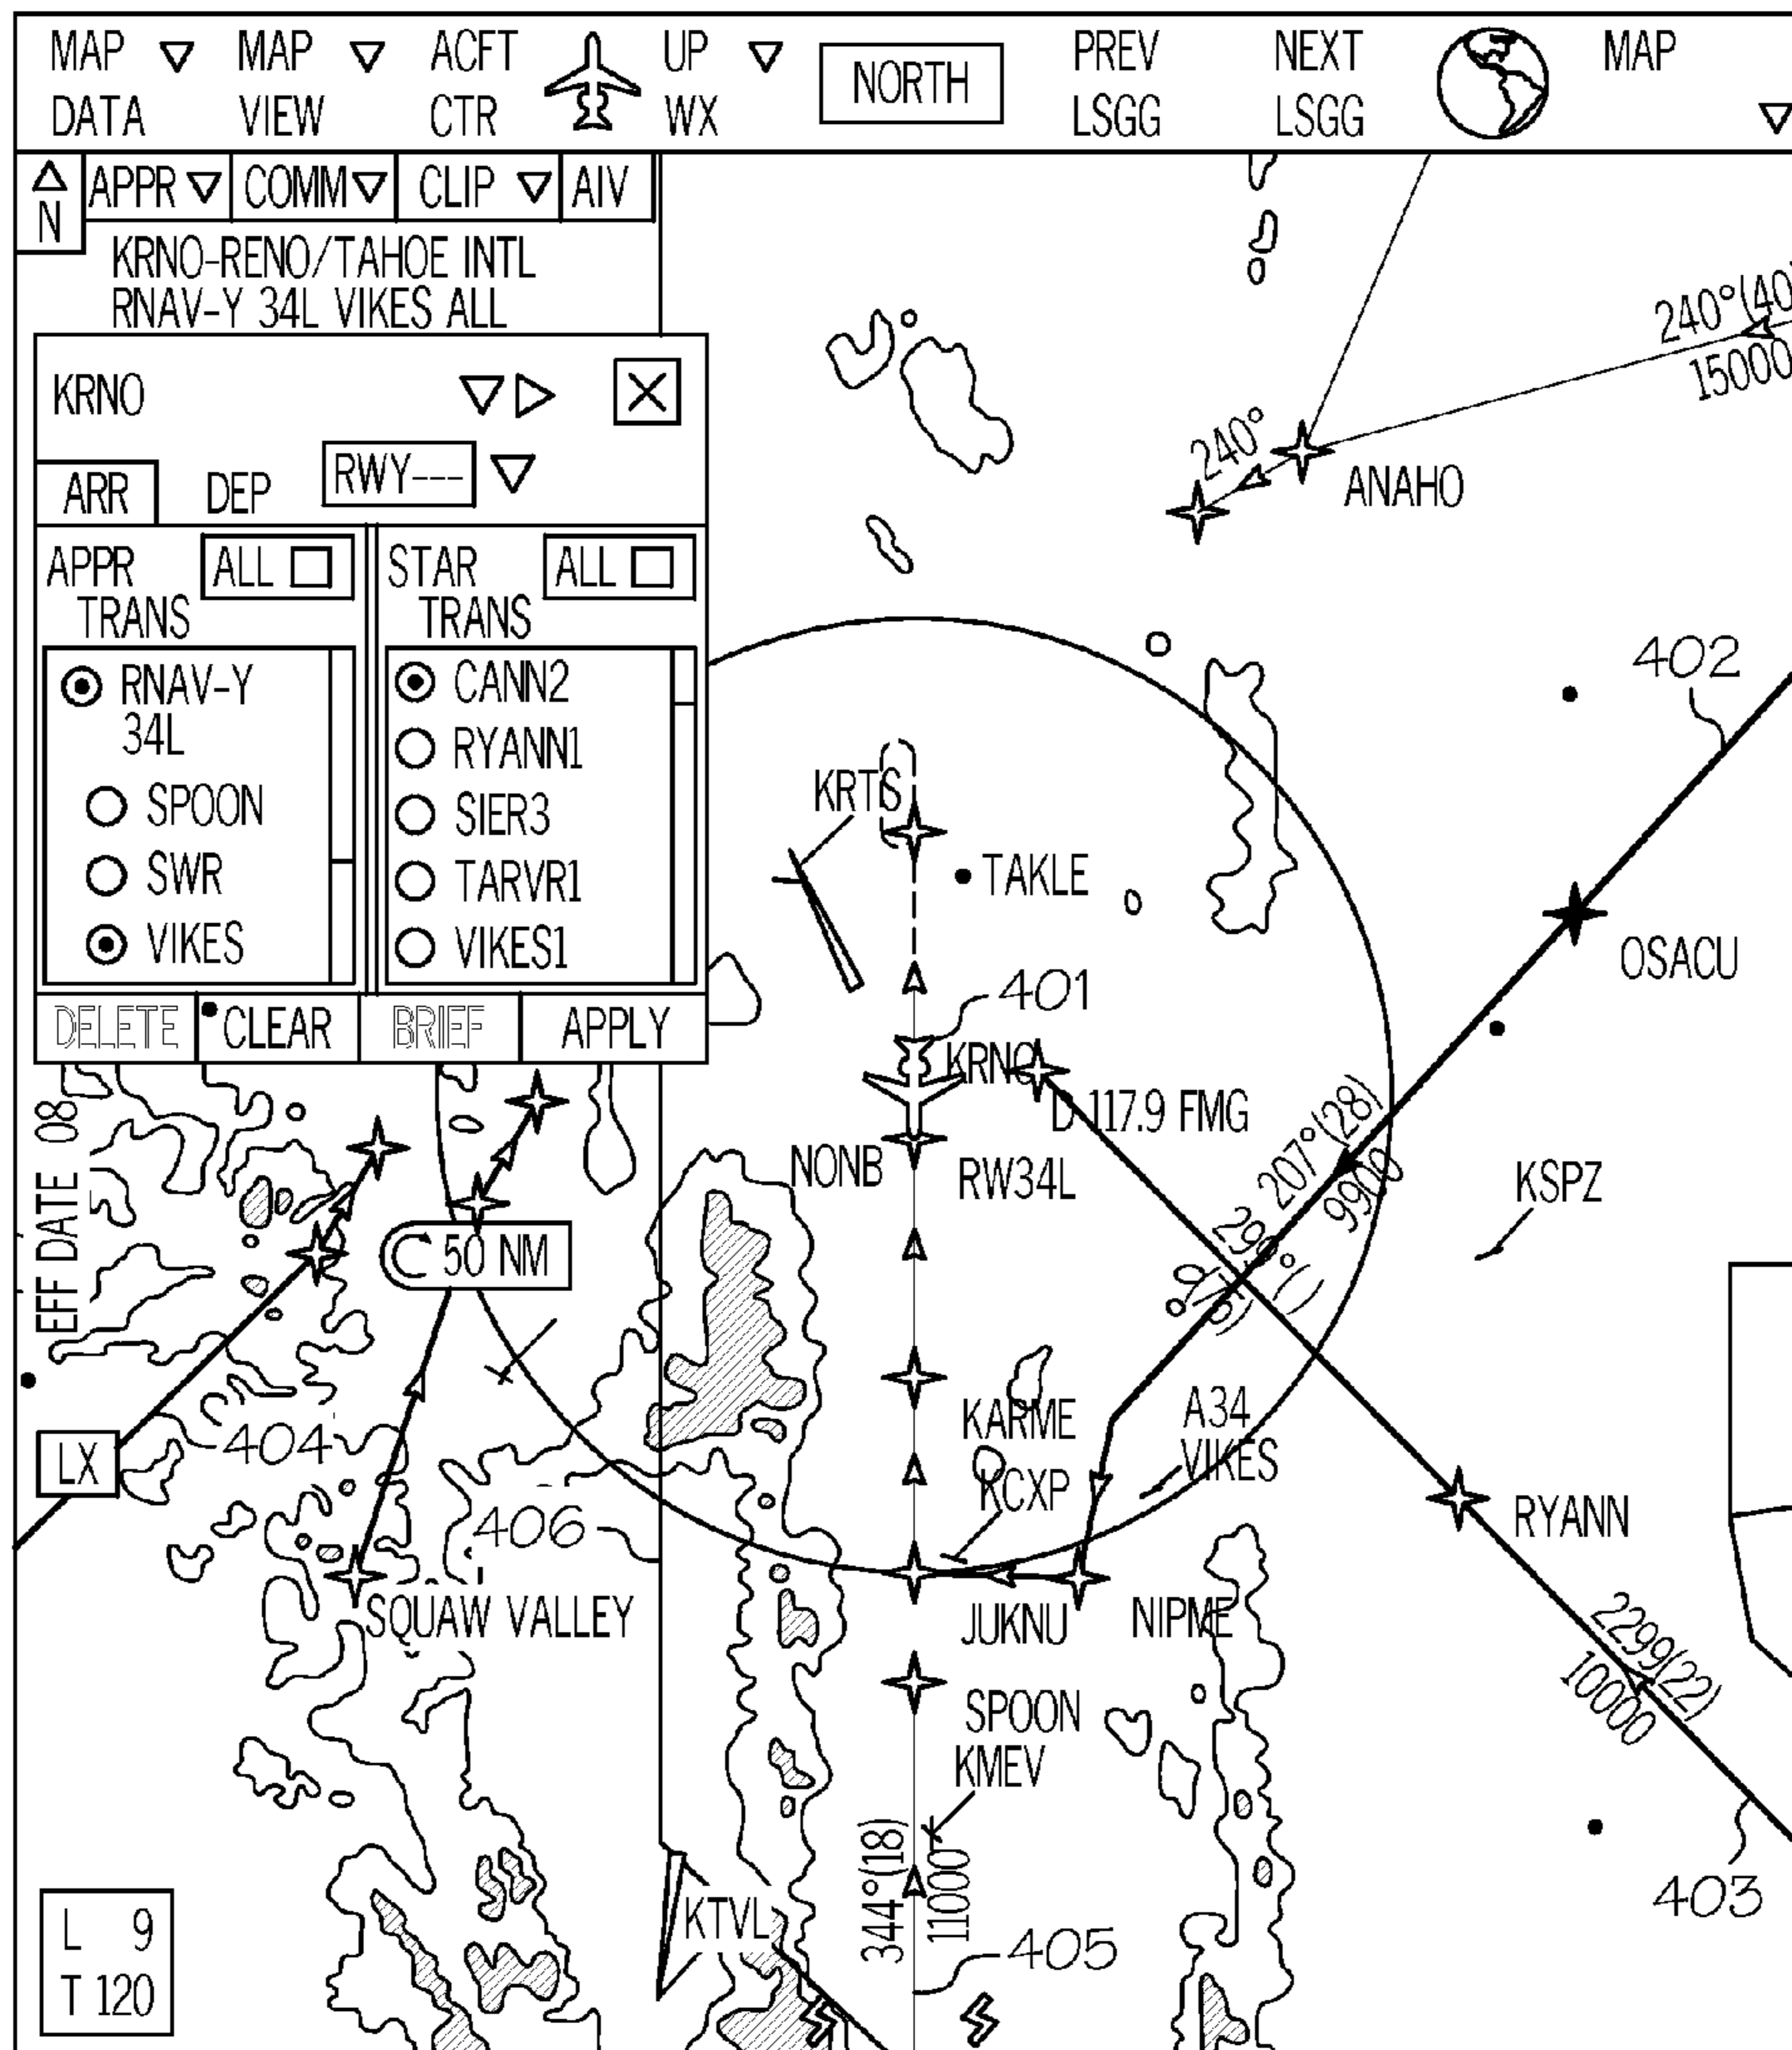 MAP DATA
MAP VIEW
ACFT CTR
UP WX
NORTH
PREV LSGG
NEXT LSGG
MAP
N
APPR
COMM
CLIP
AIV
KRNO-RENO/TAHOE INTL
RNAV-Y 34L VIKES ALL
KRNO
ARR
DEP
RWY---
APPR
TRANS
ALL
STAR
TRANS
ALL
RNAV-Y
34L
SPOON
SWR
VIKES
CANN2
RYANN1
SIER3
TARVR1
VIKES1
DELETE
CLEAR
BRIEF
APPLY
240°(40
15000
240°
ANAHO
402
KRTS
TAKLE
OSACU
401
KRNO
D 117.9 FMG
NONB
RW34L
207°(28)
9900
KSPZ
EFF DATE 08
50 NM
KARME
A34
VIKES
KCXP
404
LX
406
RYANN
SQUAW VALLEY
JUKNU
NIPME
2299(22)
10000
SPOON
KMEV
344°(18)
11000
403
KTVL
405
L 9
T 120